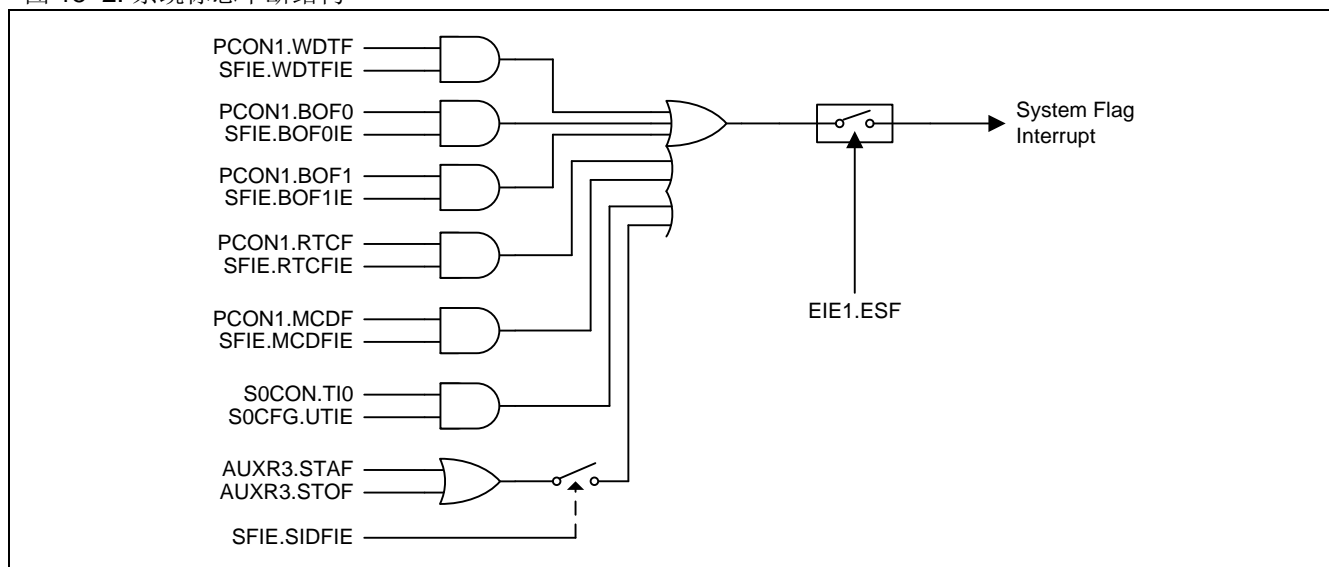 PCON1.WDTF
SFIE.WDTFIE
PCON1.BOF0
SFIE.BOF0IE
PCON1.BOF1
SFIE.BOF1IE
PCON1.RTCF
SFIE.RTCFIE
PCON1.MCDF
SFIE.MCDFIE
S0CON.TI0
S0CFG.UTIE
AUXR3.STAF
AUXR3.STOF
SFIE.SIDFIE
System Flag
Interrupt
EIE1.ESF